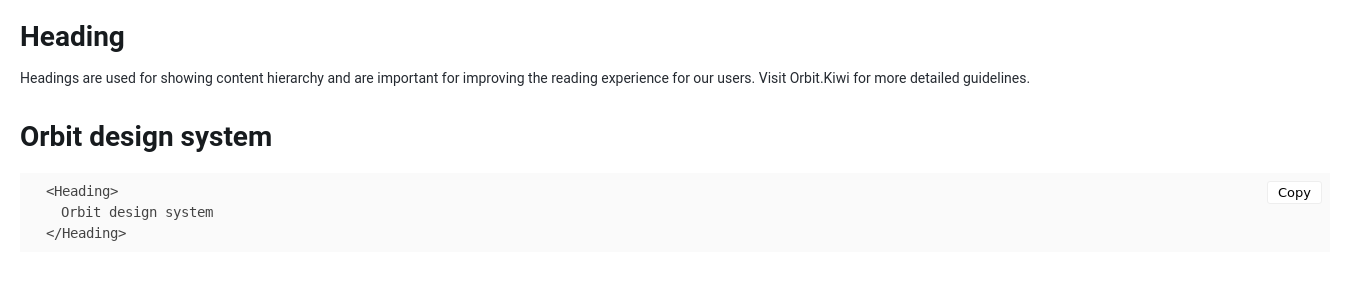 Heading
Headings are used for showing content hierarchy and are important for improving the reading experience for our users. Visit Orbit.Kiwi for more detailed guidelines.
Orbit design system
<Heading>
  Orbit design system
</Heading>
Copy